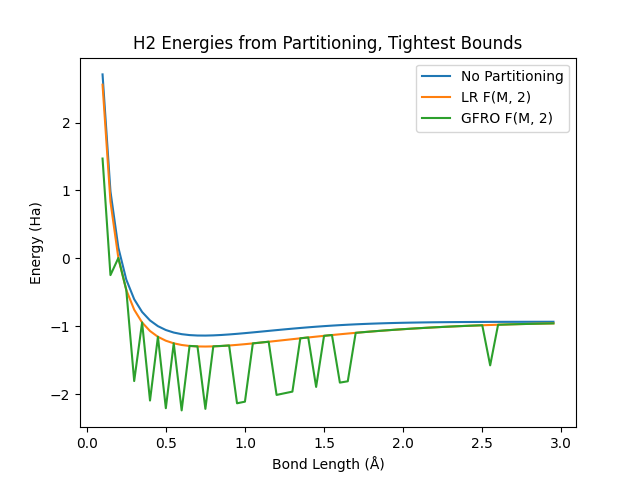 H2 Energies from Partitioning, Tightest Bounds
No Partitioning
LR F(M, 2)
GFRO F(M, 2)
Energy (Ha)
2
1
0
−1
−2
0.0 0.5 1.0 1.5 2.0 2.5 3.0
Bond Length (Å)